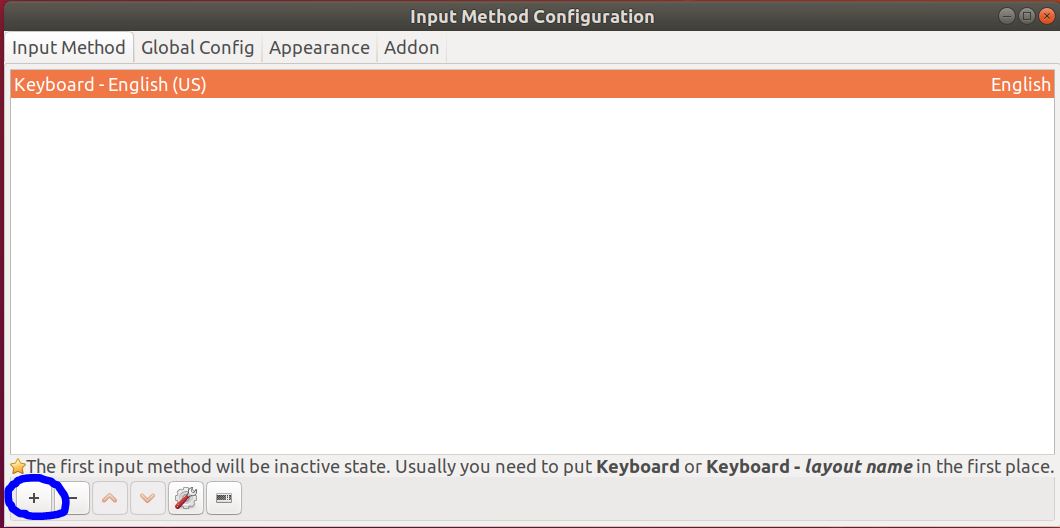 Input Method Configuration
Input Method Global Config Appearance Addon
Keyboard - English (US) English
The first input method will be inactive state. Usually you need to put Keyboard or Keyboard - layout name in the first place.